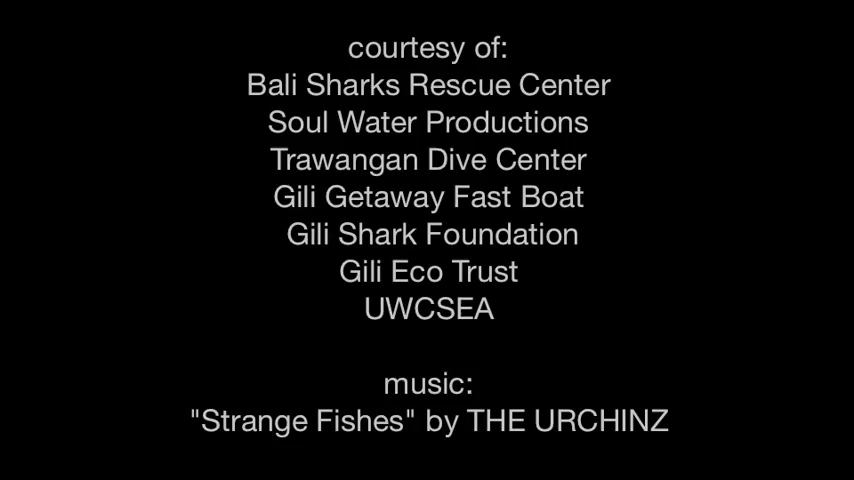 courtesy of:
Bali Sharks Rescue Center
Soul Water Productions
Trawangan Dive Center
Gili Getaway Fast Boat
Gili Shark Foundation
Gili Eco Trust
UWCSEA
music:
"Strange Fishes" by THE URCHINZ